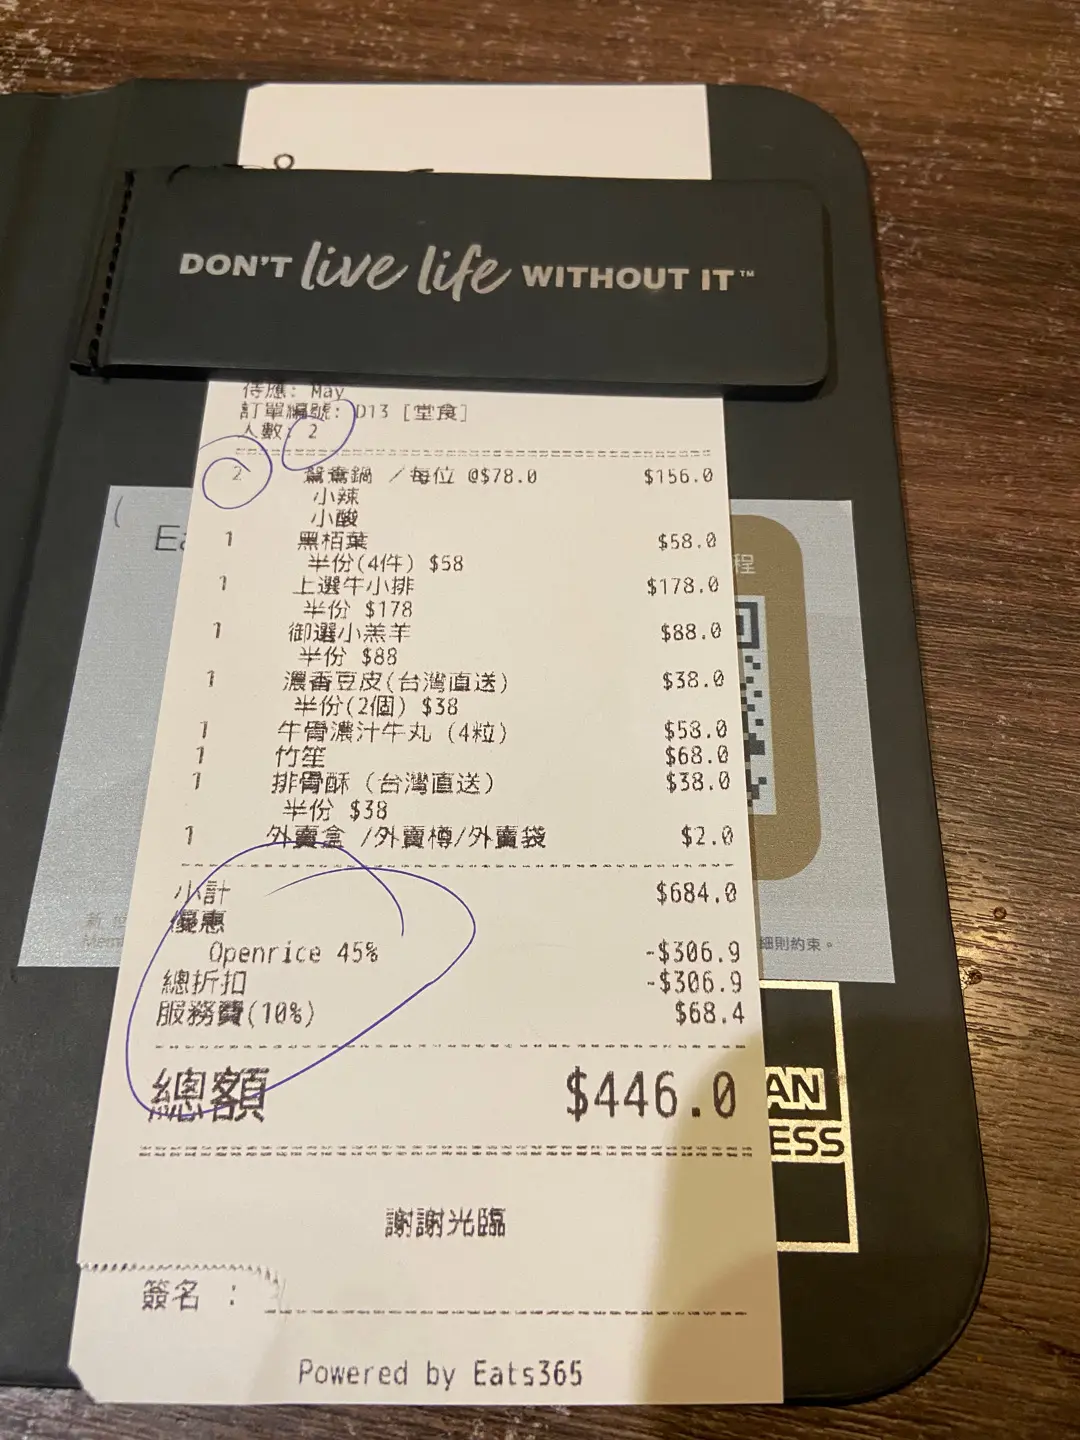 DON'T live life WITHOUT IT™
待應: May
訂單編號: D13 [堂食]
人數: 2
2 鴛鴦鍋 /每位 @$78.0 $156.0
小辣
小酸
1 黑栢葉 $58.0
半份(4件) $58
1 上選牛小排 $178.0
半份 $178
1 御選小羔羊 $88.0
半份 $88
1 濃香豆皮(台灣直送) $38.0
半份(2個) $38
1 牛骨濃汁牛丸 (4粒) $58.0
1 竹笙 $68.0
1 排骨酥 (台灣直送) $38.0
半份 $38
1 外賣盒 /外賣樽/外賣袋 $2.0
小計 $684.0
優惠
Openrice 45% -$306.9
總折扣 -$306.9
服務費(10%) $68.4
總額 $446.0
謝謝光臨
簽名 :
Powered by Eats365
程
細則約束。
AN
ESS